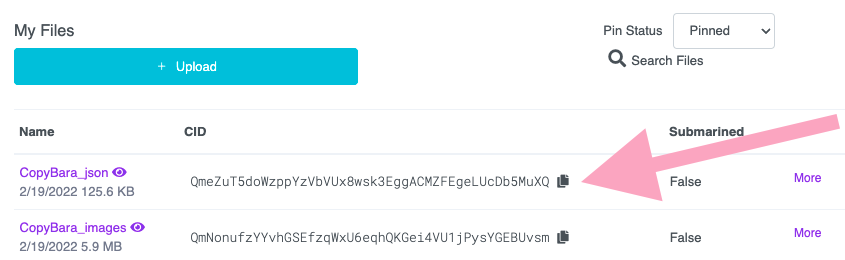 My Files
Pin Status Pinned
+ Upload
Search Files
Name CID Submarined
CopyBara_json
QmeZuT5doWzppYzVbVUx8wsk3EggACMZFEgeLUcDb5MuXQ False More
2/19/2022 125.6 KB
CopyBara_images
QmNonufzYYvhGSEfzqWxU6eqhQKGei4VU1jPysYGEBUvsm False More
2/19/2022 5.9 MB